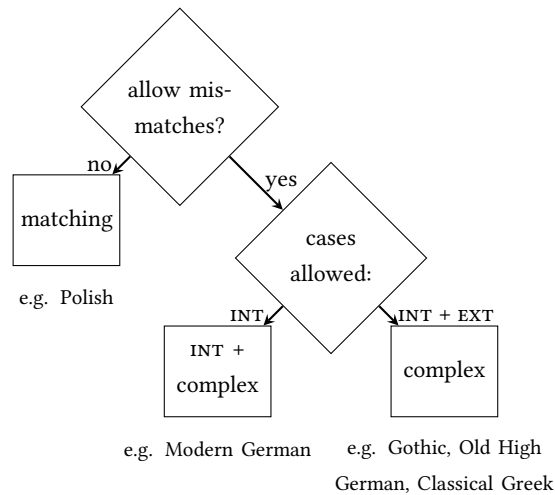 allow mis-
matches?
no
yes
matching
e.g. Polish
cases
allowed:
INT
INT + EXT
INT +
complex
complex
e.g. Modern German
e.g. Gothic, Old High
German, Classical Greek